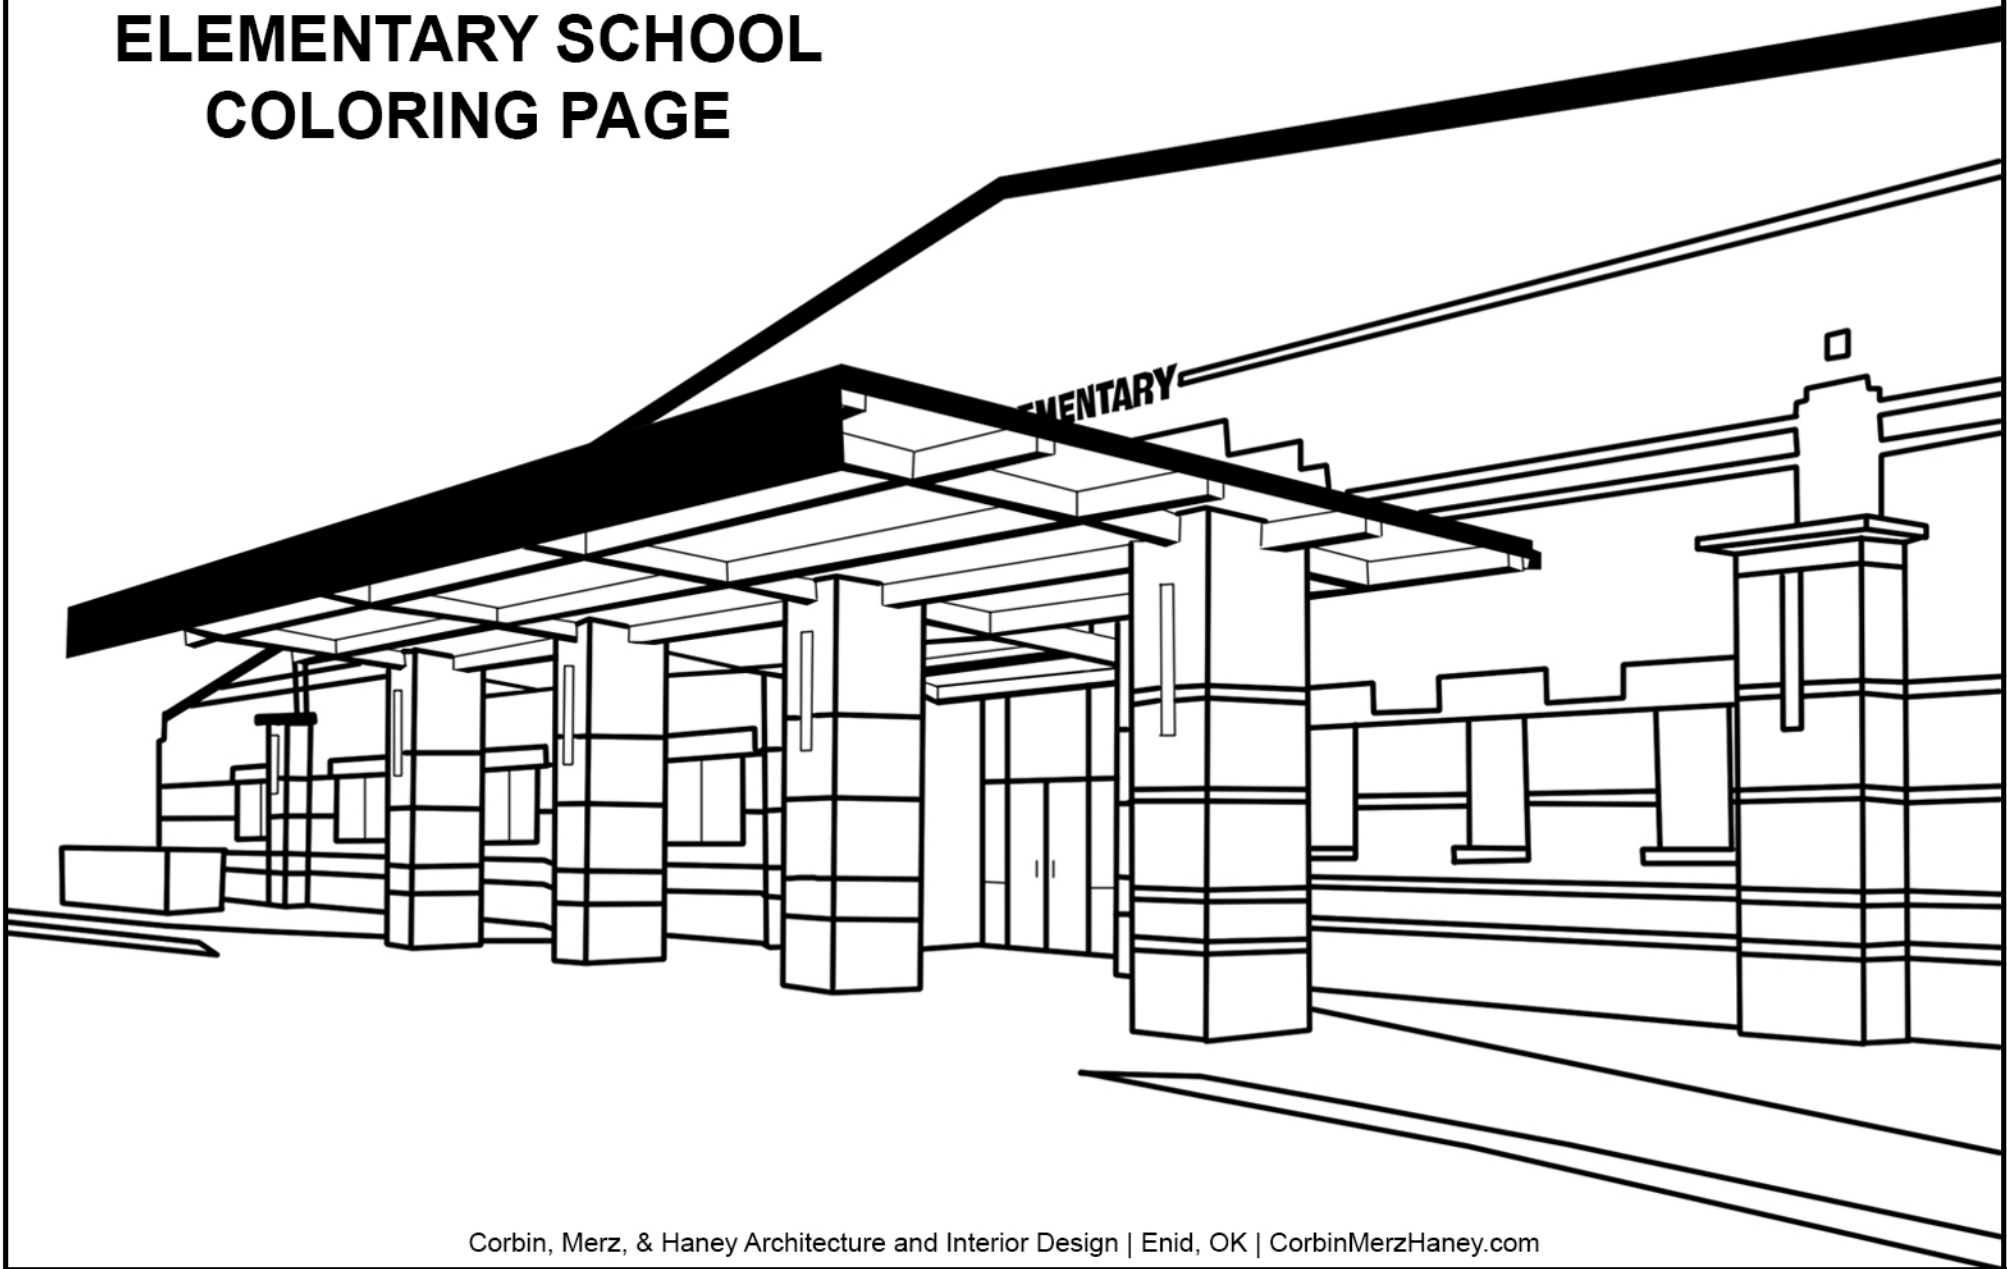 ELEMENTARY SCHOOL
COLORING PAGE
EMENTARY
Corbin, Merz, & Haney Architecture and Interior Design | Enid, OK | CorbinMerzHaney.com